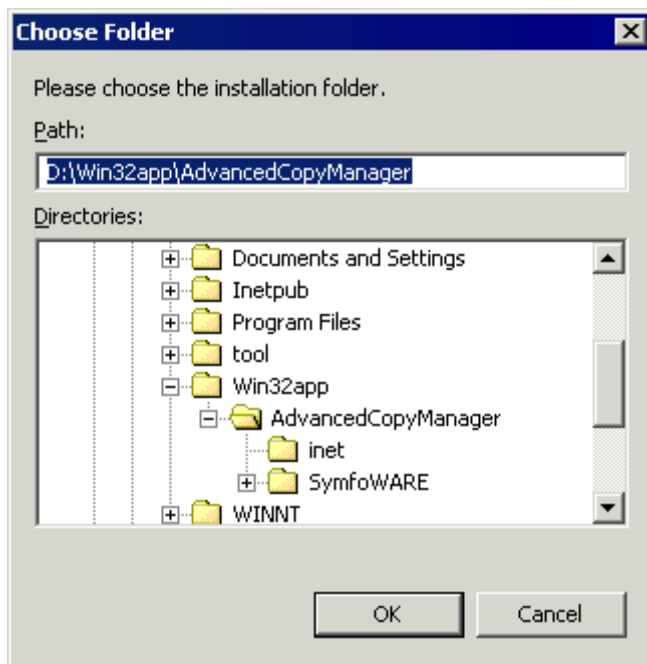 Choose Folder
Please choose the installation folder.
Path:
D:\Win32app\AdvancedCopyManager
Directories:
Documents and Settings
Inetpub
Program Files
tool
Win32app
AdvancedCopyManager
inet
SymfoWARE
WINNT
OK Cancel